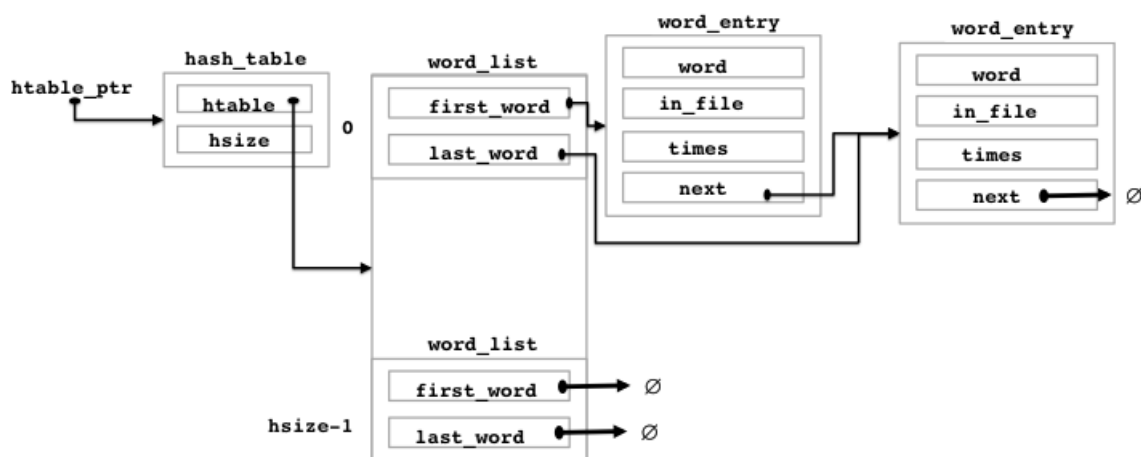 word_entry
word_entry
hash_table
word_list
htable_ptr
htable
hsize
0
first_word
last_word
word
in_file
times
next
word
in_file
times
next
∅
word_list
first_word
∅
hsize-1
last_word
∅